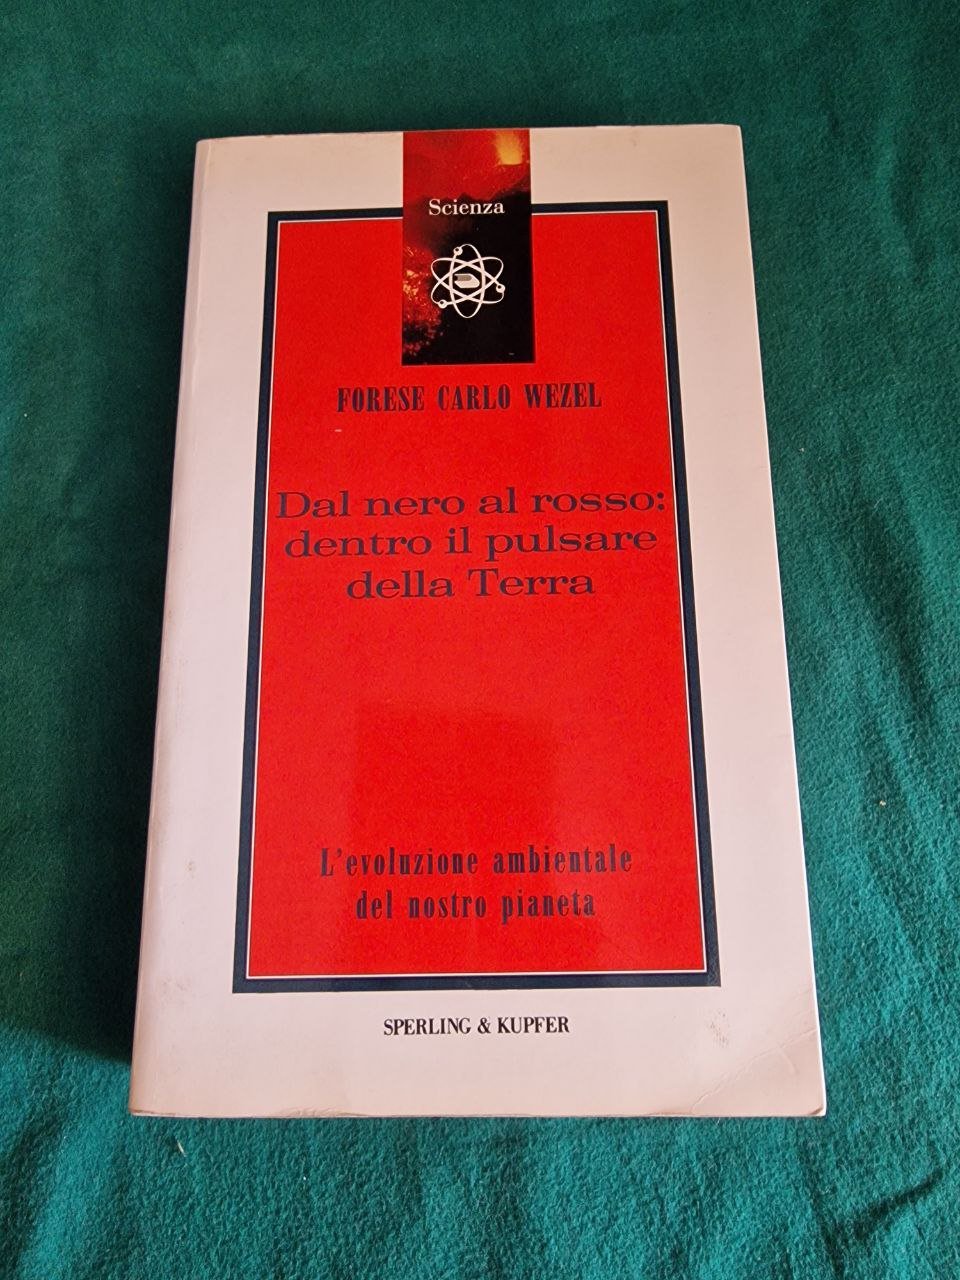 Scienza
FORESE CARLO WEZEL
Dal nero al rosso:
dentro il pulsare
della Terra
L'evoluzione ambientale
del nostro pianeta
SPERLING & KUPFER